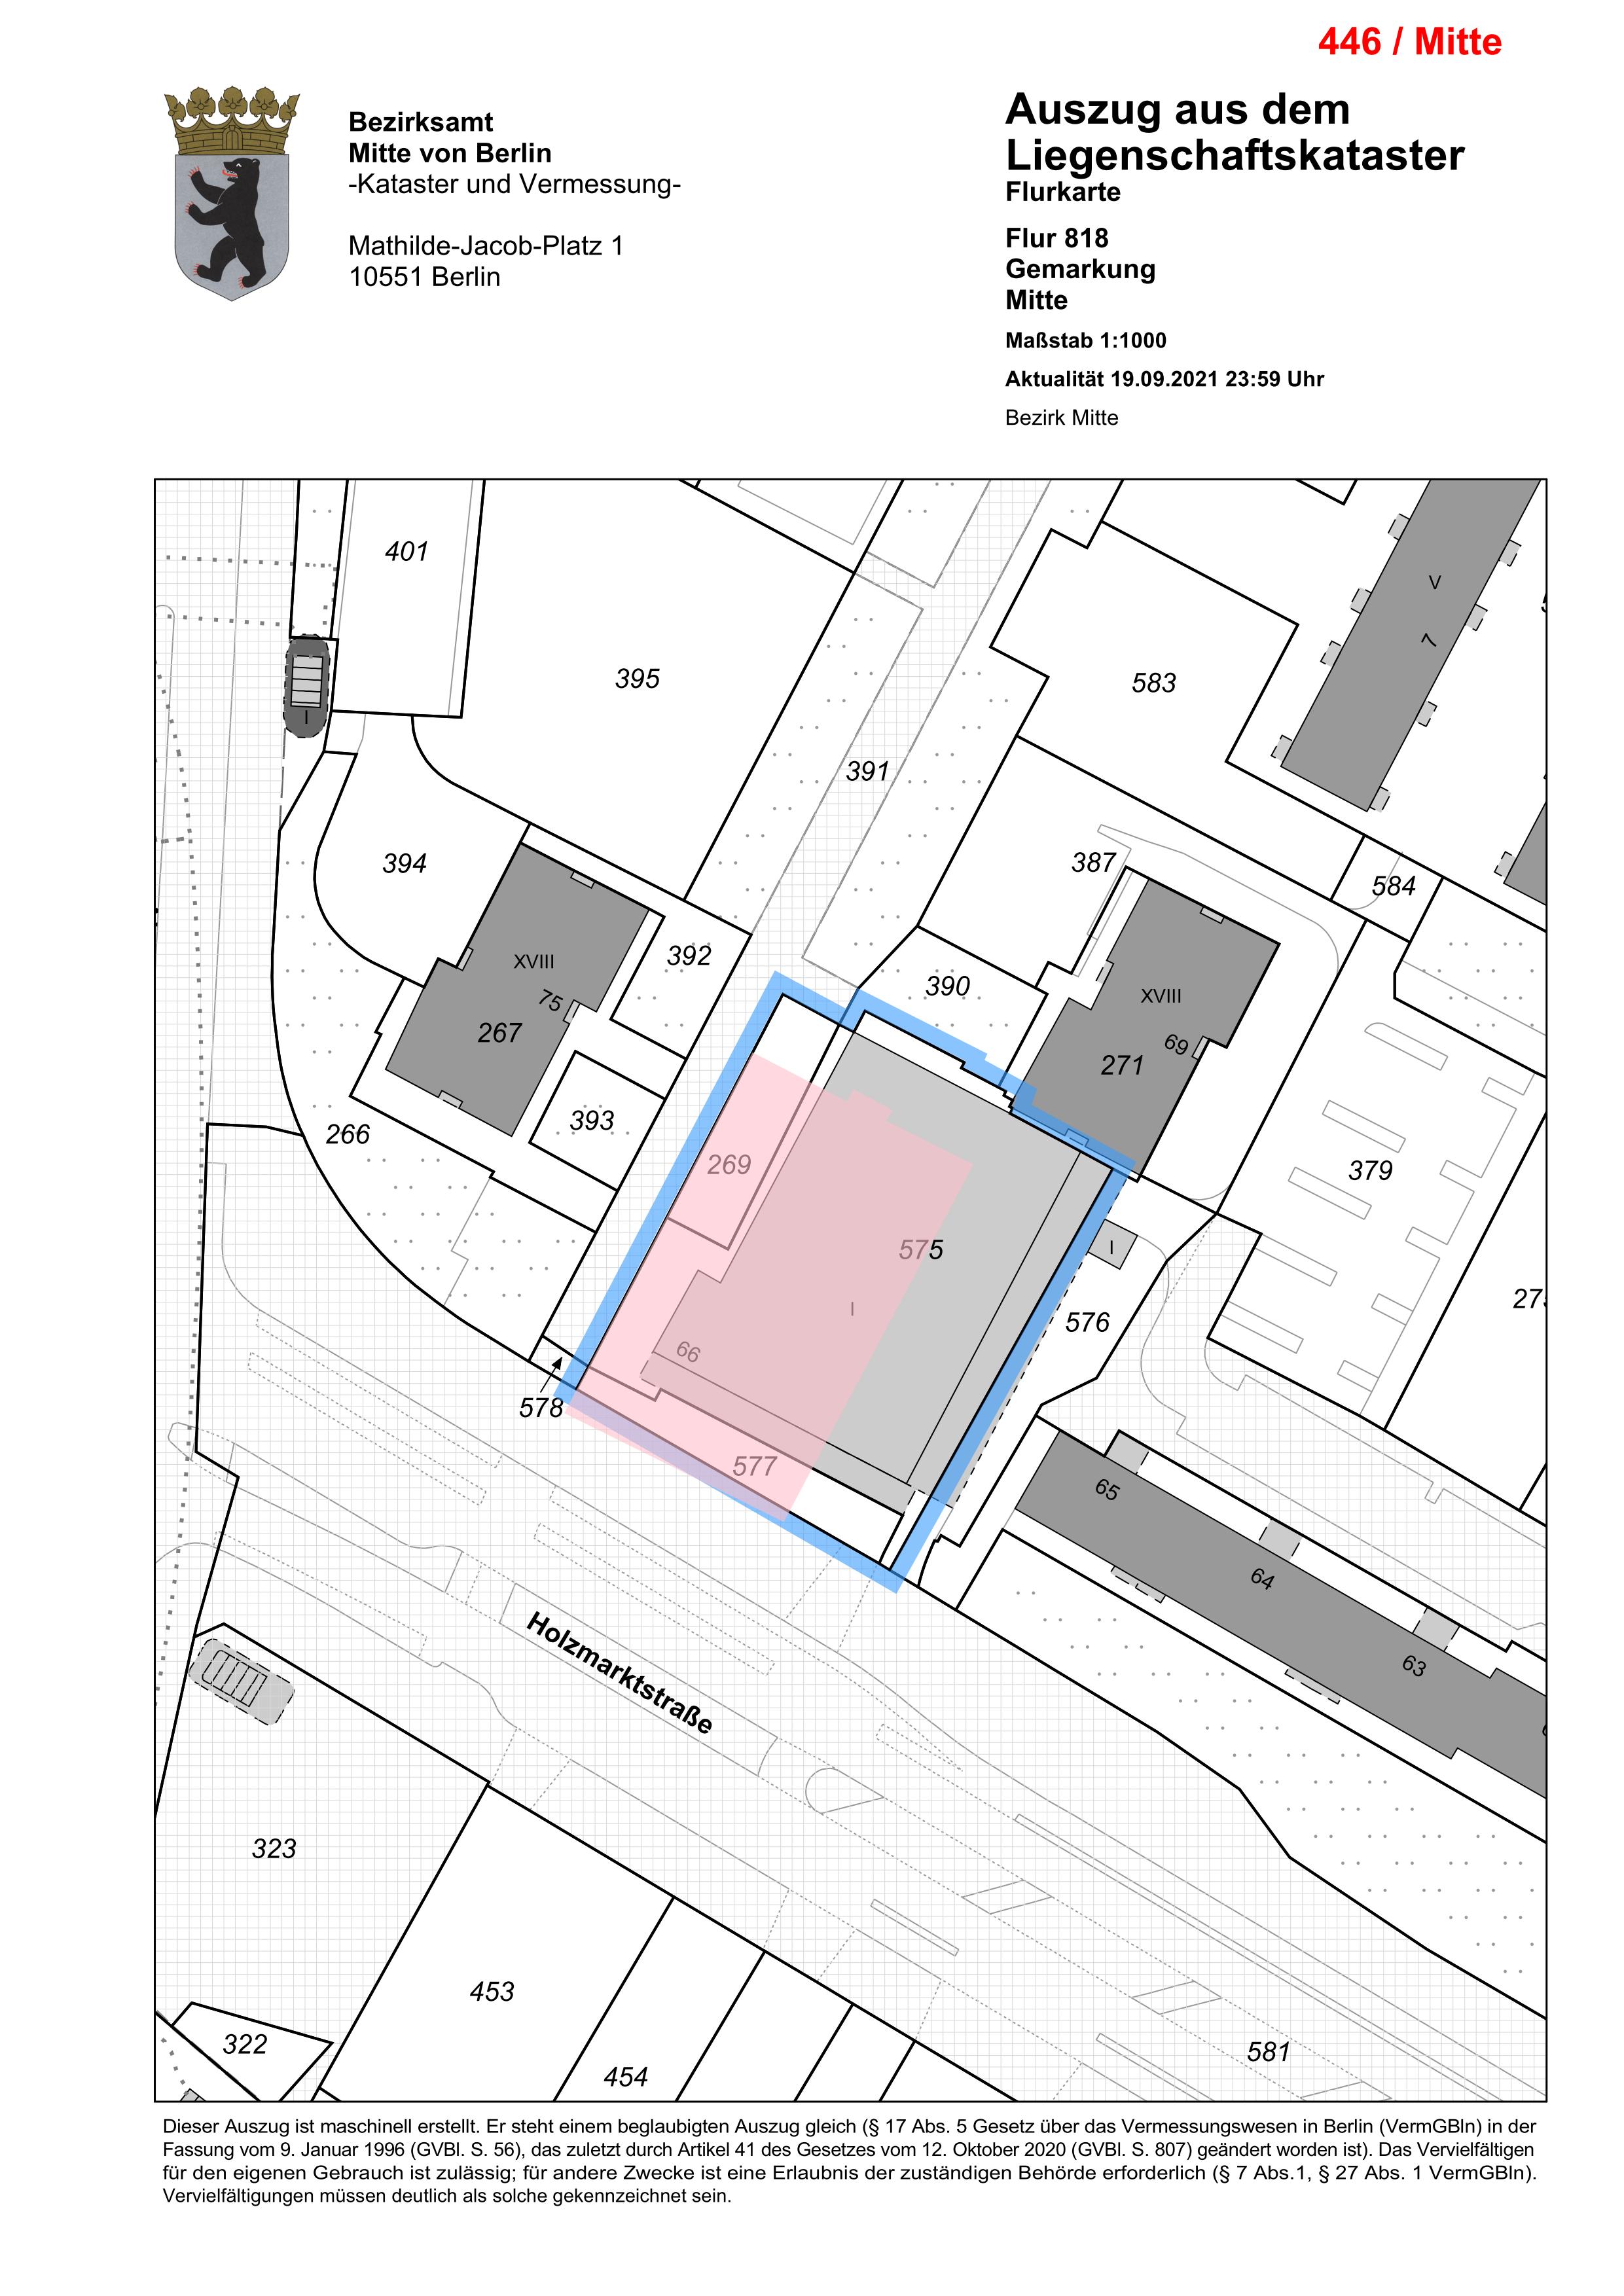 446 / Mitte
Bezirksamt
Mitte von Berlin
-Kataster und Vermessung-
Mathilde-Jacob-Platz 1
10551 Berlin
Auszug aus dem
Liegenschaftskataster
Flurkarte
Flur 818
Gemarkung
Mitte
Maßstab 1:1000
Aktualität 19.09.2021 23:59 Uhr
Bezirk Mitte
401
V
7
395
583
I
391
387
394
584
392
XVIII
390
XVIII
75
267
69
271
393
266
269
379
575
I
I
576
66
578
577
65
64
63
Holzmarktstraße
323
453
322
454
581
Dieser Auszug ist maschinell erstellt. Er steht einem beglaubigten Auszug gleich (§ 17 Abs. 5 Gesetz über das Vermessungswesen in Berlin (VermGBln) in der
Fassung vom 9. Januar 1996 (GVBl. S. 56), das zuletzt durch Artikel 41 des Gesetzes vom 12. Oktober 2020 (GVBl. S. 807) geändert worden ist). Das Vervielfältigen
für den eigenen Gebrauch ist zulässig; für andere Zwecke ist eine Erlaubnis der zuständigen Behörde erforderlich (§ 7 Abs.1, § 27 Abs. 1 VermGBln).
Vervielfältigungen müssen deutlich als solche gekennzeichnet sein.